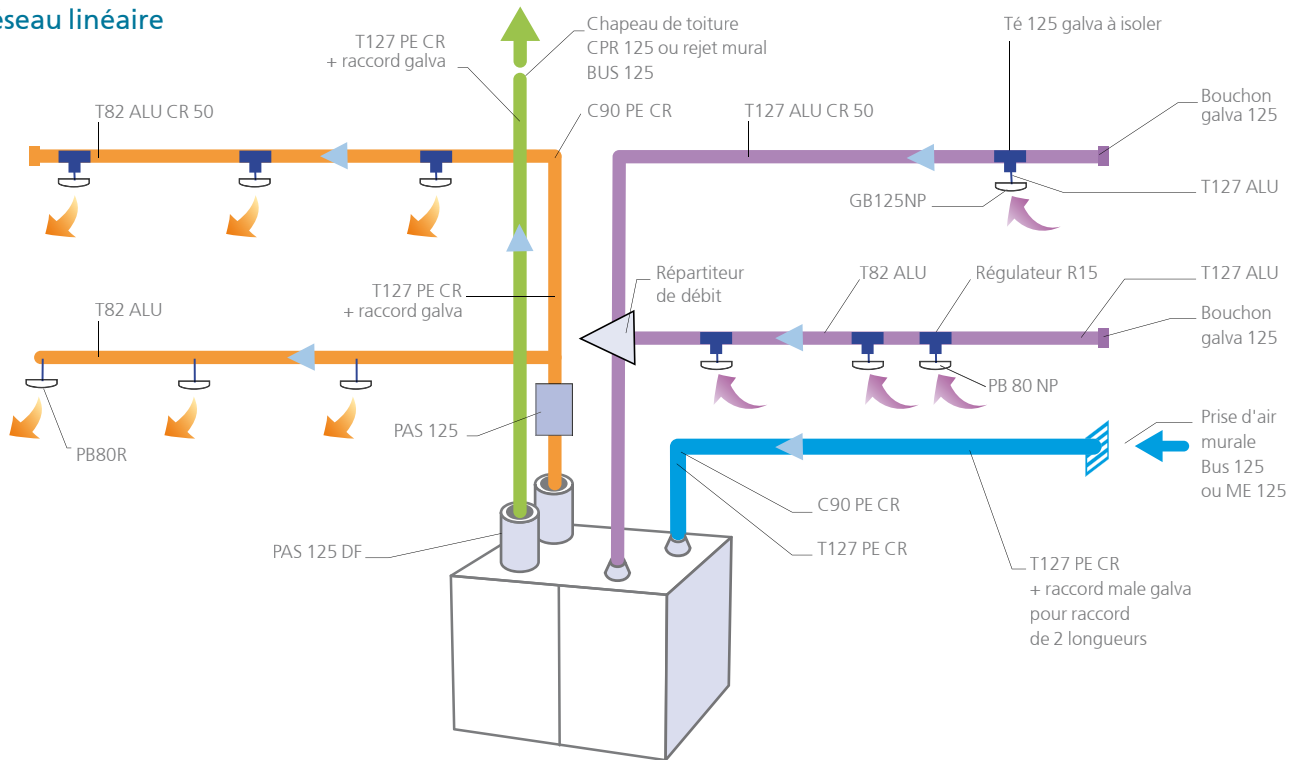 éseau linéaire
T127 PE CR
+ raccord galva
Chapeau de toiture
CPR 125 ou rejet mural
BUS 125
Té 125 galva à isoler
T82 ALU CR 50
C90 PE CR
T127 ALU CR 50
Bouchon
galva 125
GB125NP
T127 ALU
T127 PE CR
+ raccord galva
Répartiteur
de débit
T82 ALU
Régulateur R15
T127 ALU
T82 ALU
Bouchon
galva 125
PB 80 NP
PAS 125
PB80R
Prise d'air
murale
Bus 125
ou ME 125
C90 PE CR
PAS 125 DF
T127 PE CR
T127 PE CR
+ raccord male galva
pour raccord
de 2 longueurs